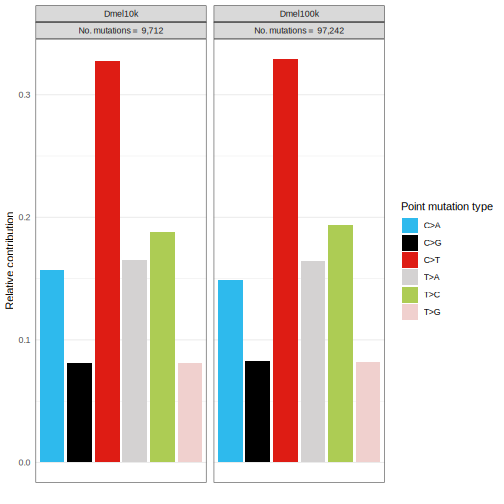 Dmel10k
Dmel100k
No. mutations = 9,712
No. mutations = 97,242
0.3
0.2
0.1
0.0
Relative contribution
Point mutation type
C>A
C>G
C>T
T>A
T>C
T>G